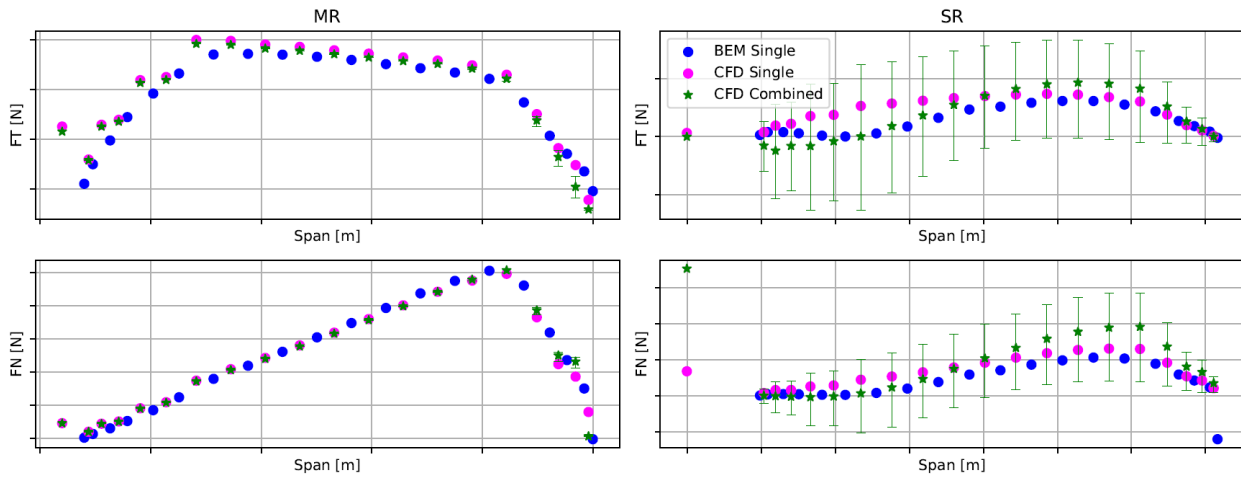 MR
SR
FT [N]
FT [N]
BEM Single
CFD Single
CFD Combined
Span [m]
Span [m]
FN [N]
FN [N]
Span [m]
Span [m]